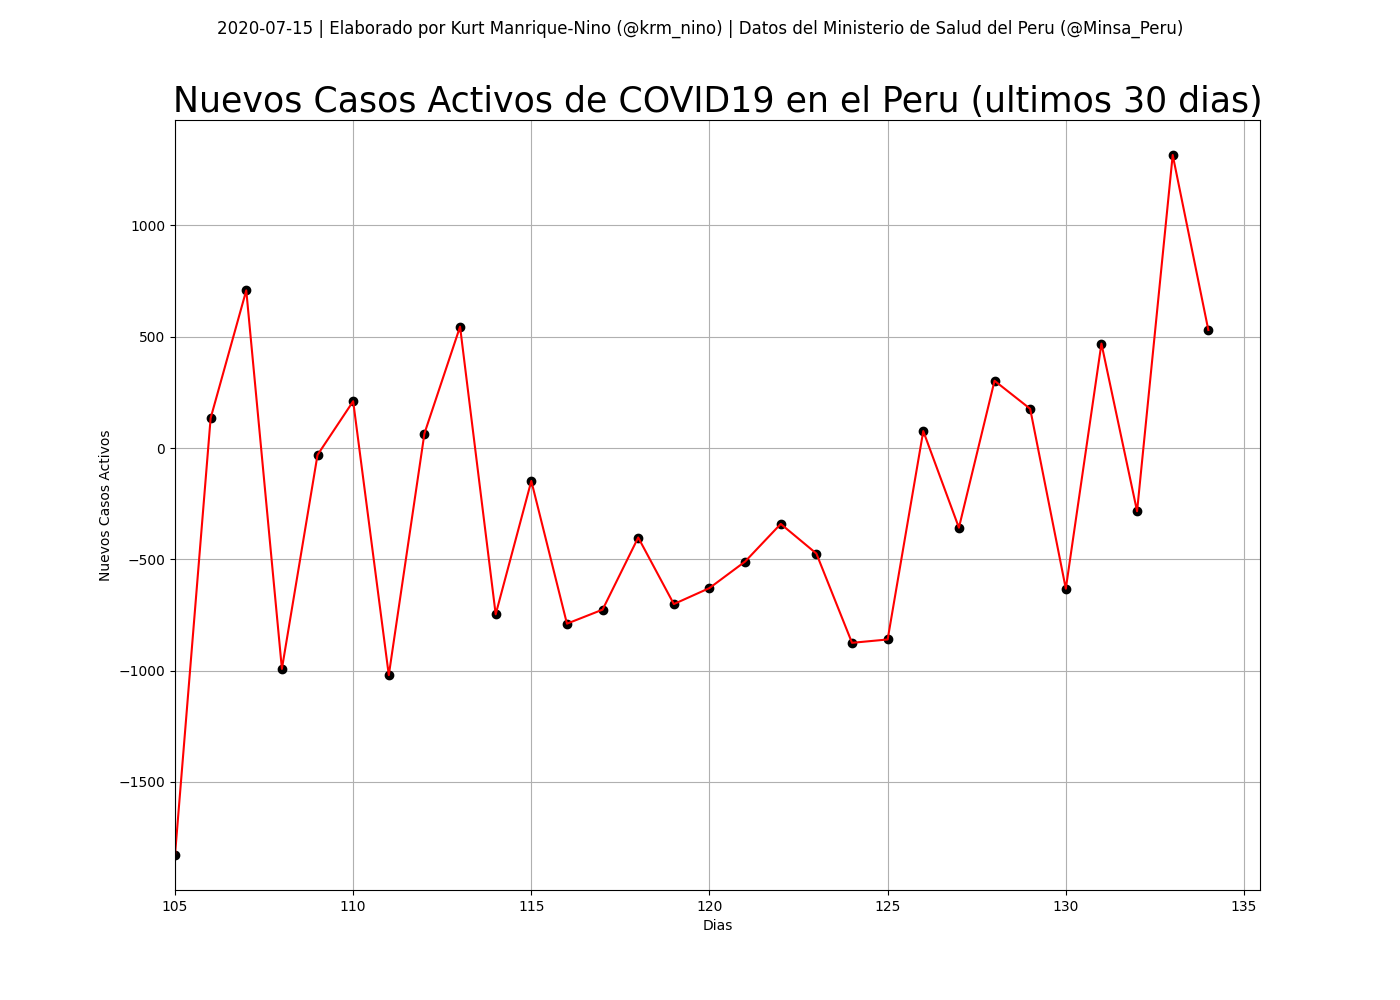 2020-07-15 | Elaborado por Kurt Manrique-Nino (@krm_nino) | Datos del Ministerio de Salud del Peru (@Minsa_Peru)
Nuevos Casos Activos de COVID19 en el Peru (ultimos 30 dias)
1000
500
0
−500
−1000
−1500
Nuevos Casos Activos
105 110 115 120 125 130 135
Dias